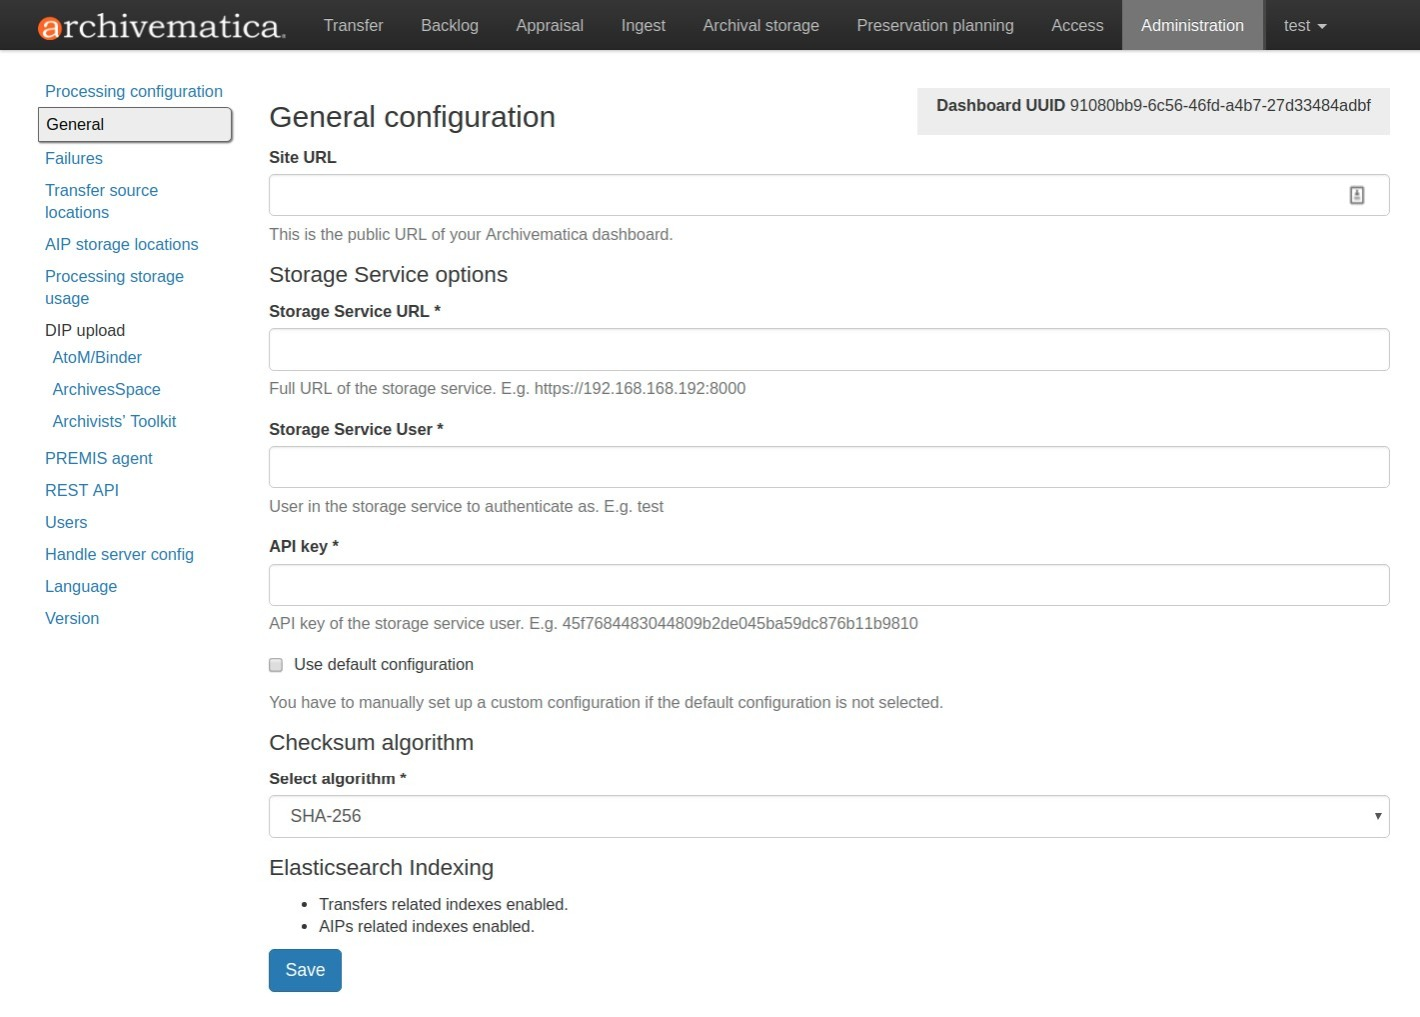 archivematica.
Transfer
Backlog
Appraisal
Ingest
Archival storage
Preservation planning
Access
Administration
test
Processing configuration
General
Failures
Transfer source
locations
AIP storage locations
Processing storage
usage
DIP upload
AtoM/Binder
ArchivesSpace
Archivists' Toolkit
PREMIS agent
REST API
Users
Handle server config
Language
Version
General configuration
Dashboard UUID 91080bb9-6c56-46fd-a4b7-27d33484adbf
Site URL
This is the public URL of your Archivematica dashboard.
Storage Service options
Storage Service URL *
Full URL of the storage service. E.g. https://192.168.168.192:8000
Storage Service User *
User in the storage service to authenticate as. E.g. test
API key *
API key of the storage service user. E.g. 45f7684483044809b2de045ba59dc876b11b9810
Use default configuration
You have to manually set up a custom configuration if the default configuration is not selected.
Checksum algorithm
Select algorithm *
SHA-256
Elasticsearch Indexing
• Transfers related indexes enabled.
• AIPs related indexes enabled.
Save